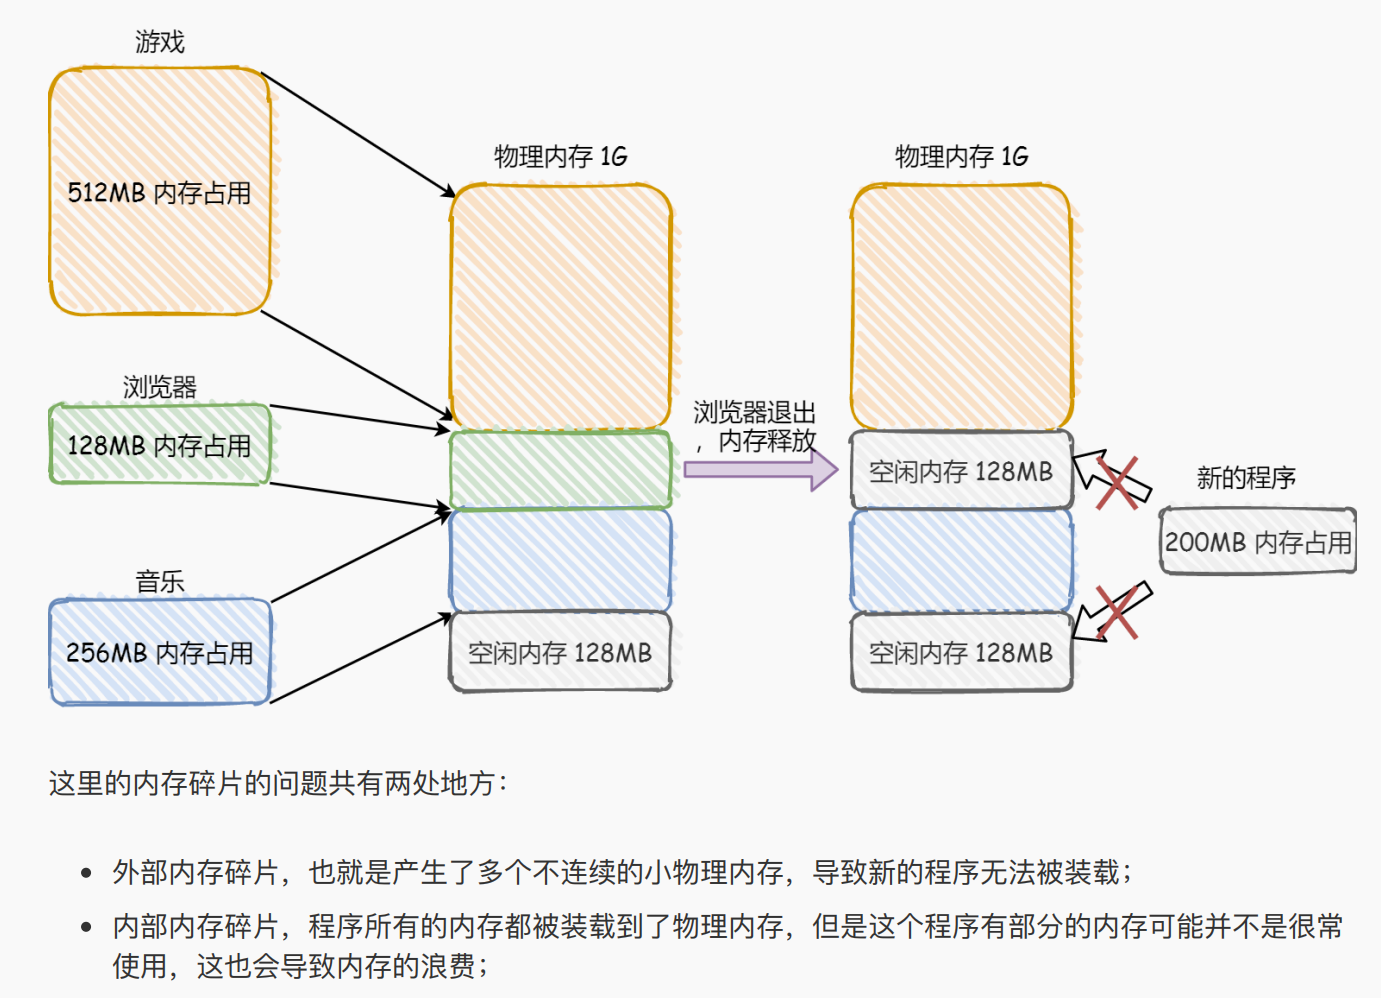 游戏
512MB 内存占用
浏览器
128MB 内存占用
音乐
256MB 内存占用
物理内存 1G
空闲内存 128MB
浏览器退出
，内存释放
物理内存 1G
空闲内存 128MB
空闲内存 128MB
新的程序
200MB 内存占用
这里的内存碎片的问题共有两处地方：
• 外部内存碎片，也就是产生了多个不连续的小物理内存，导致新的程序无法被装载；
• 内部内存碎片，程序所有的内存都被装载到了物理内存，但是这个程序有部分的内存可能并不是很常
使用，这也会导致内存的浪费；